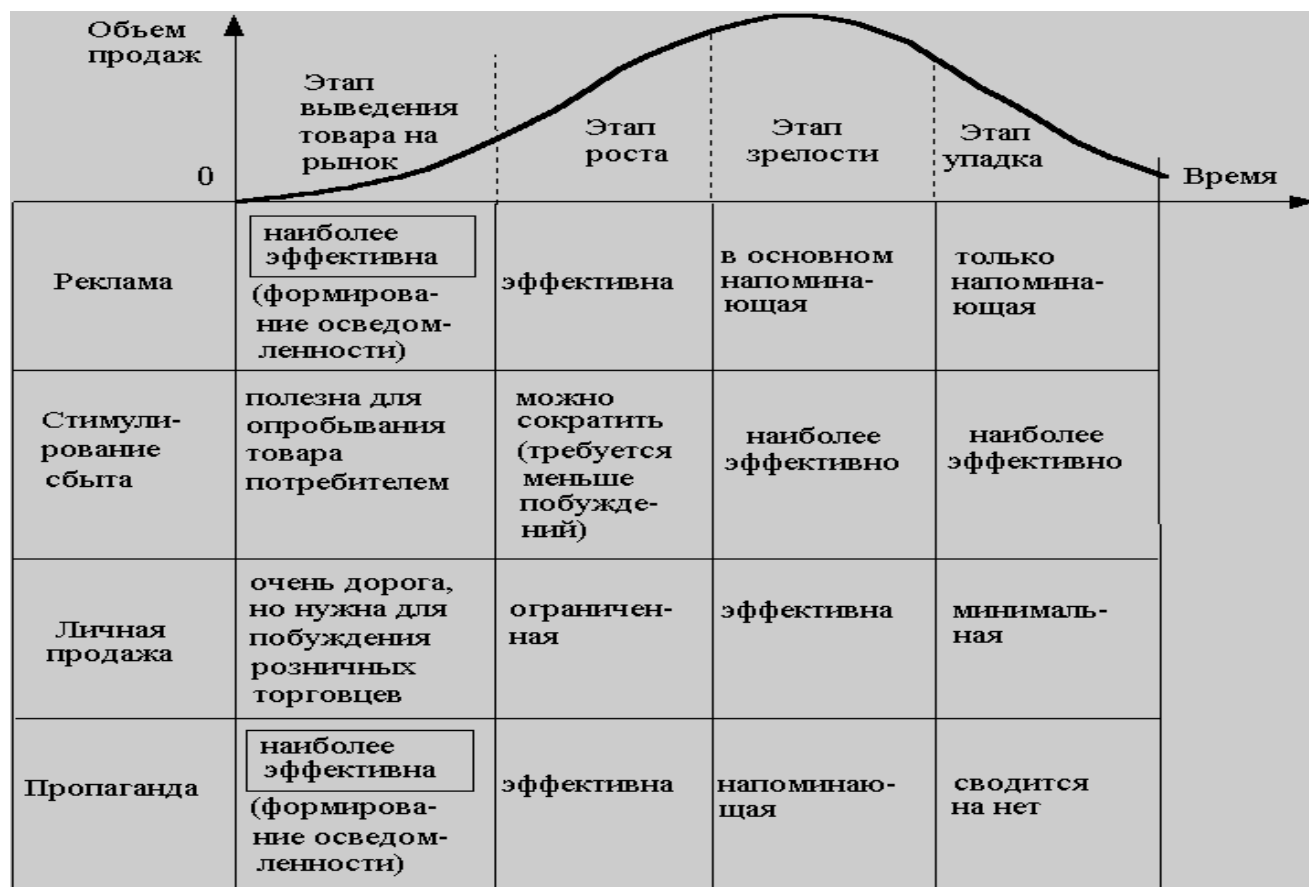 Объем
продаж
Этап
выведения
товара на
рынок
Этап
роста
Этап
зрелости
Этап
упадка
0
Время
Реклама
наиболее
эффективна
(формирова-
ние осведом-
ленности)
эффективна
в основном
напомина-
ющая
только
напомина-
ющая
Стимули-
рование
сбыта
полезна для
опробывания
товара
потребителем
можно
сократить
(требуется
меньше
побужде-
ний)
наиболее
эффективно
наиболее
эффективно
Личная
продажа
очень дорога,
но нужна для
побуждения
розничных
торговцев
ограничен-
ная
эффективна
минималь-
ная
Пропаганда
наиболее
эффективна
(формирова-
ние осведом-
ленности)
эффективна
напоминаю-
щая
сводится
на нет